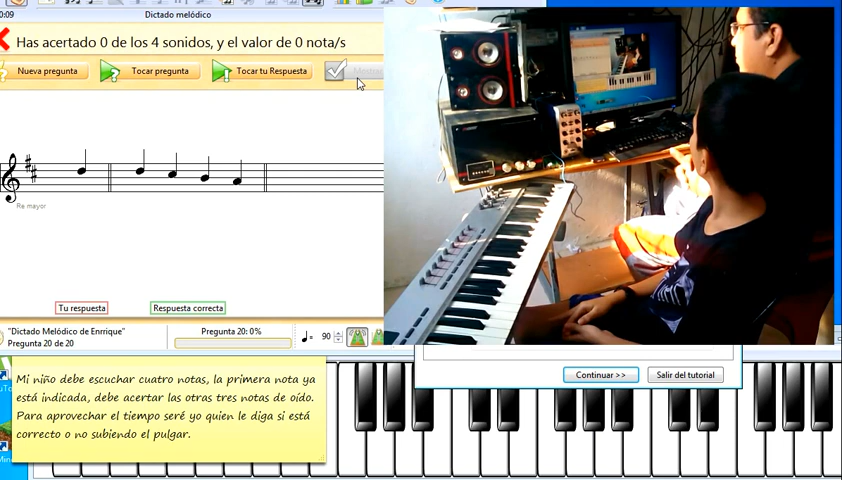 0:09
Dictado melódico
Has acertado 0 de los 4 sonidos, y el valor de 0 nota/s
Nueva pregunta
Tocar pregunta
Tocar tu Respuesta
Re mayor
Tu respuesta
Respuesta correcta
"Dictado Melódico de Ennrique"
Pregunta 20 de 20
Pregunta 20: 0%
= 90
Continuar >>
Salir del tutorial
Mi niño debe escuchar cuatro notas, la primera nota ya
está indicada, debe acertar las otras tres notas de oído.
Para aprovechar el tiempo seré yo quien le diga si está
correcto o no subiendo el pulgar.